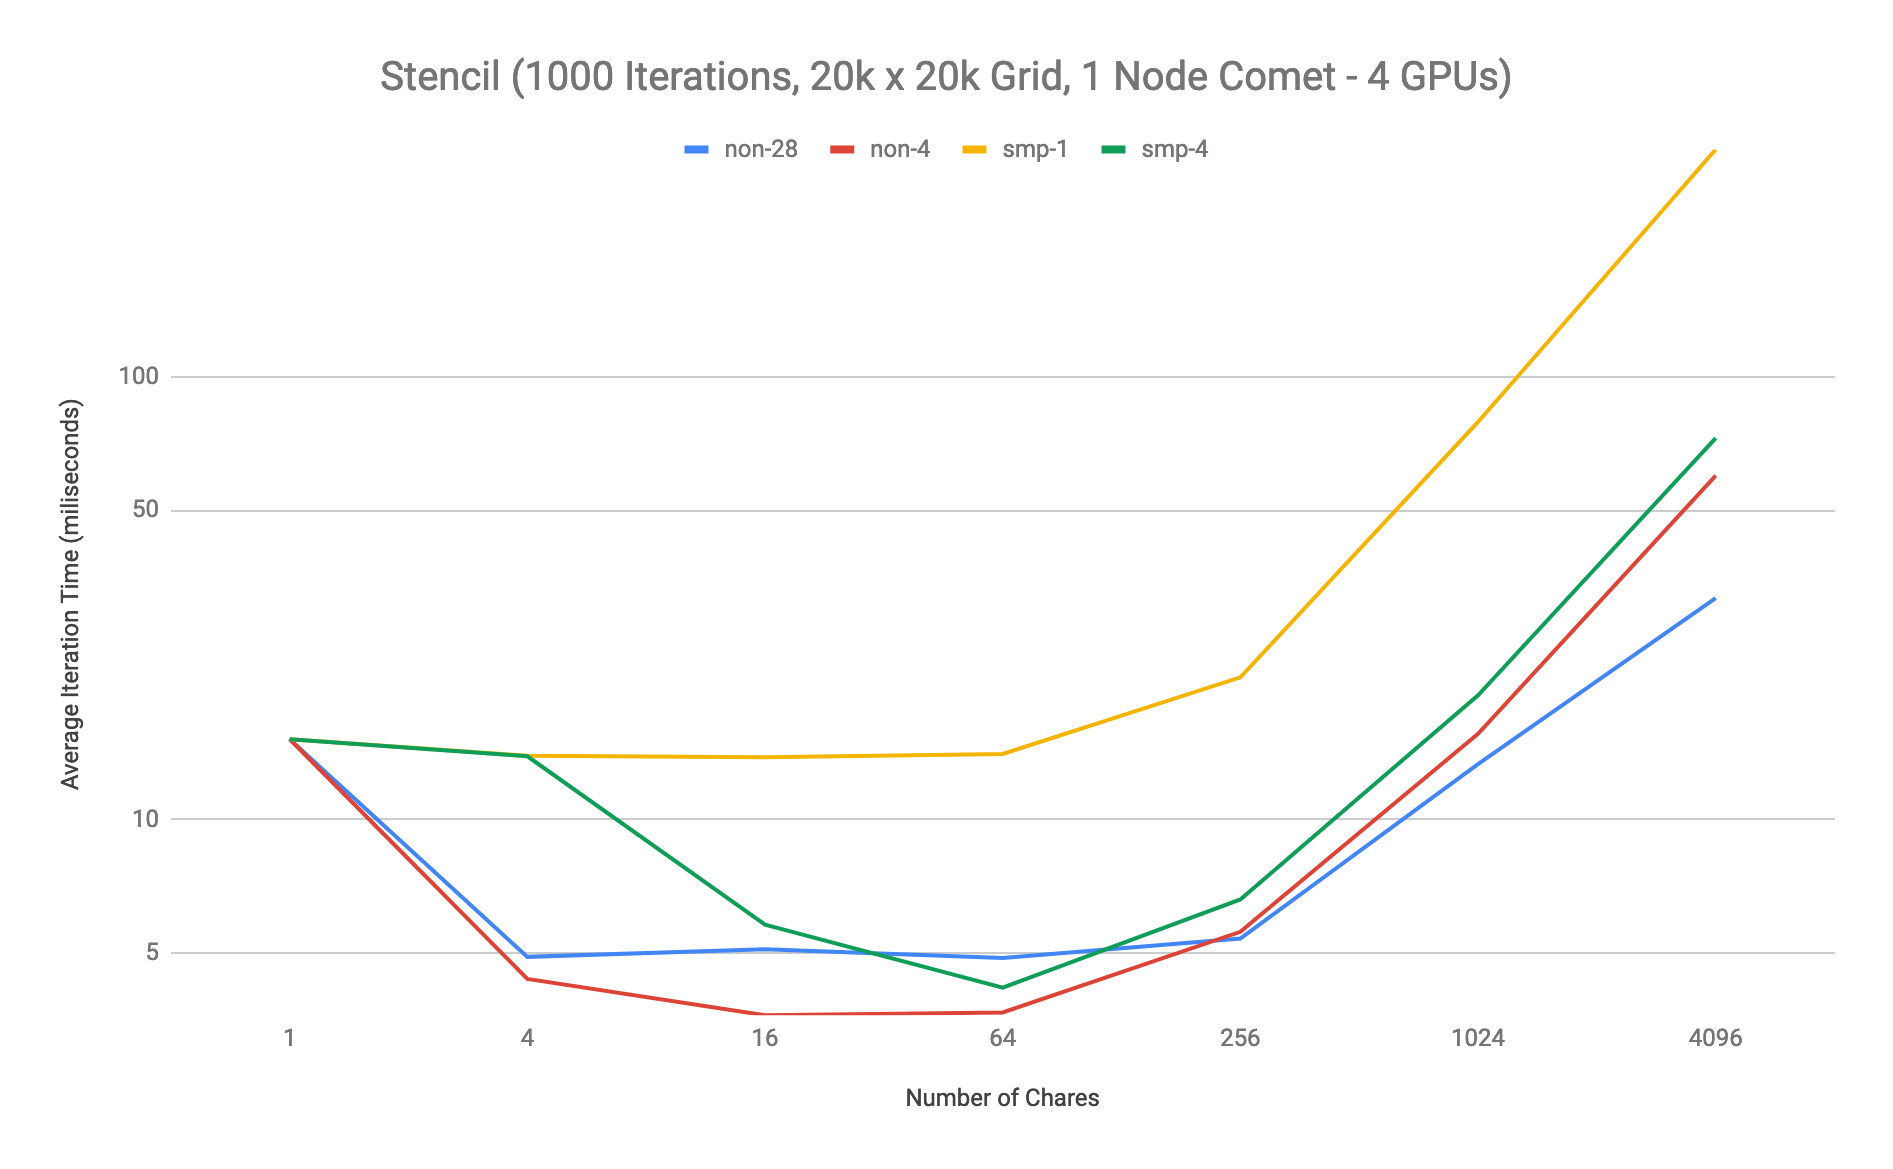 Stencil (1000 Iterations, 20k x 20k Grid, 1 Node Comet - 4 GPUs)
non-28 non-4 smp-1 smp-4
Average Iteration Time (miliseconds)
100
50
10
5
1 4 16 64 256 1024 4096
Number of Chares